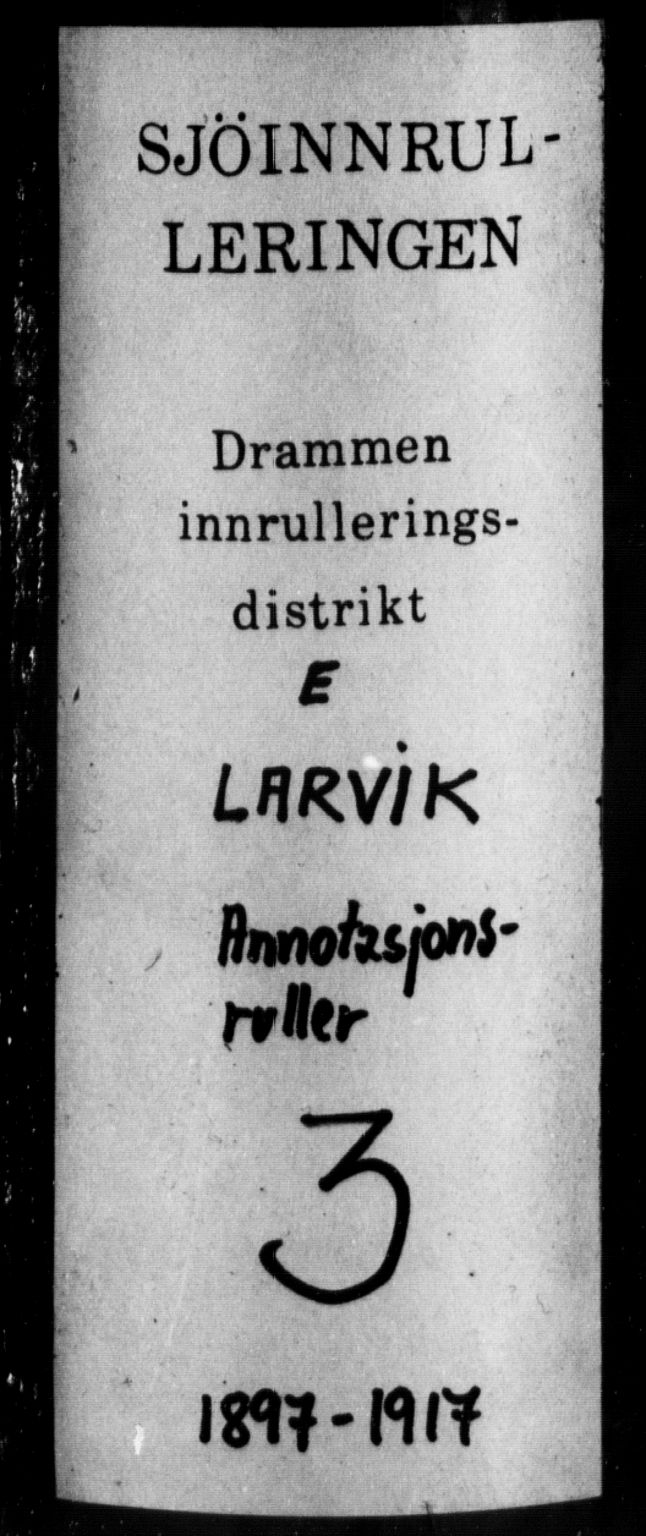 SJÖINNRUL-
LERINGEN
Drammen
innrullerings-
distrikt
E
LARVIK
Annotasjons-
ruller
3
1897-1917